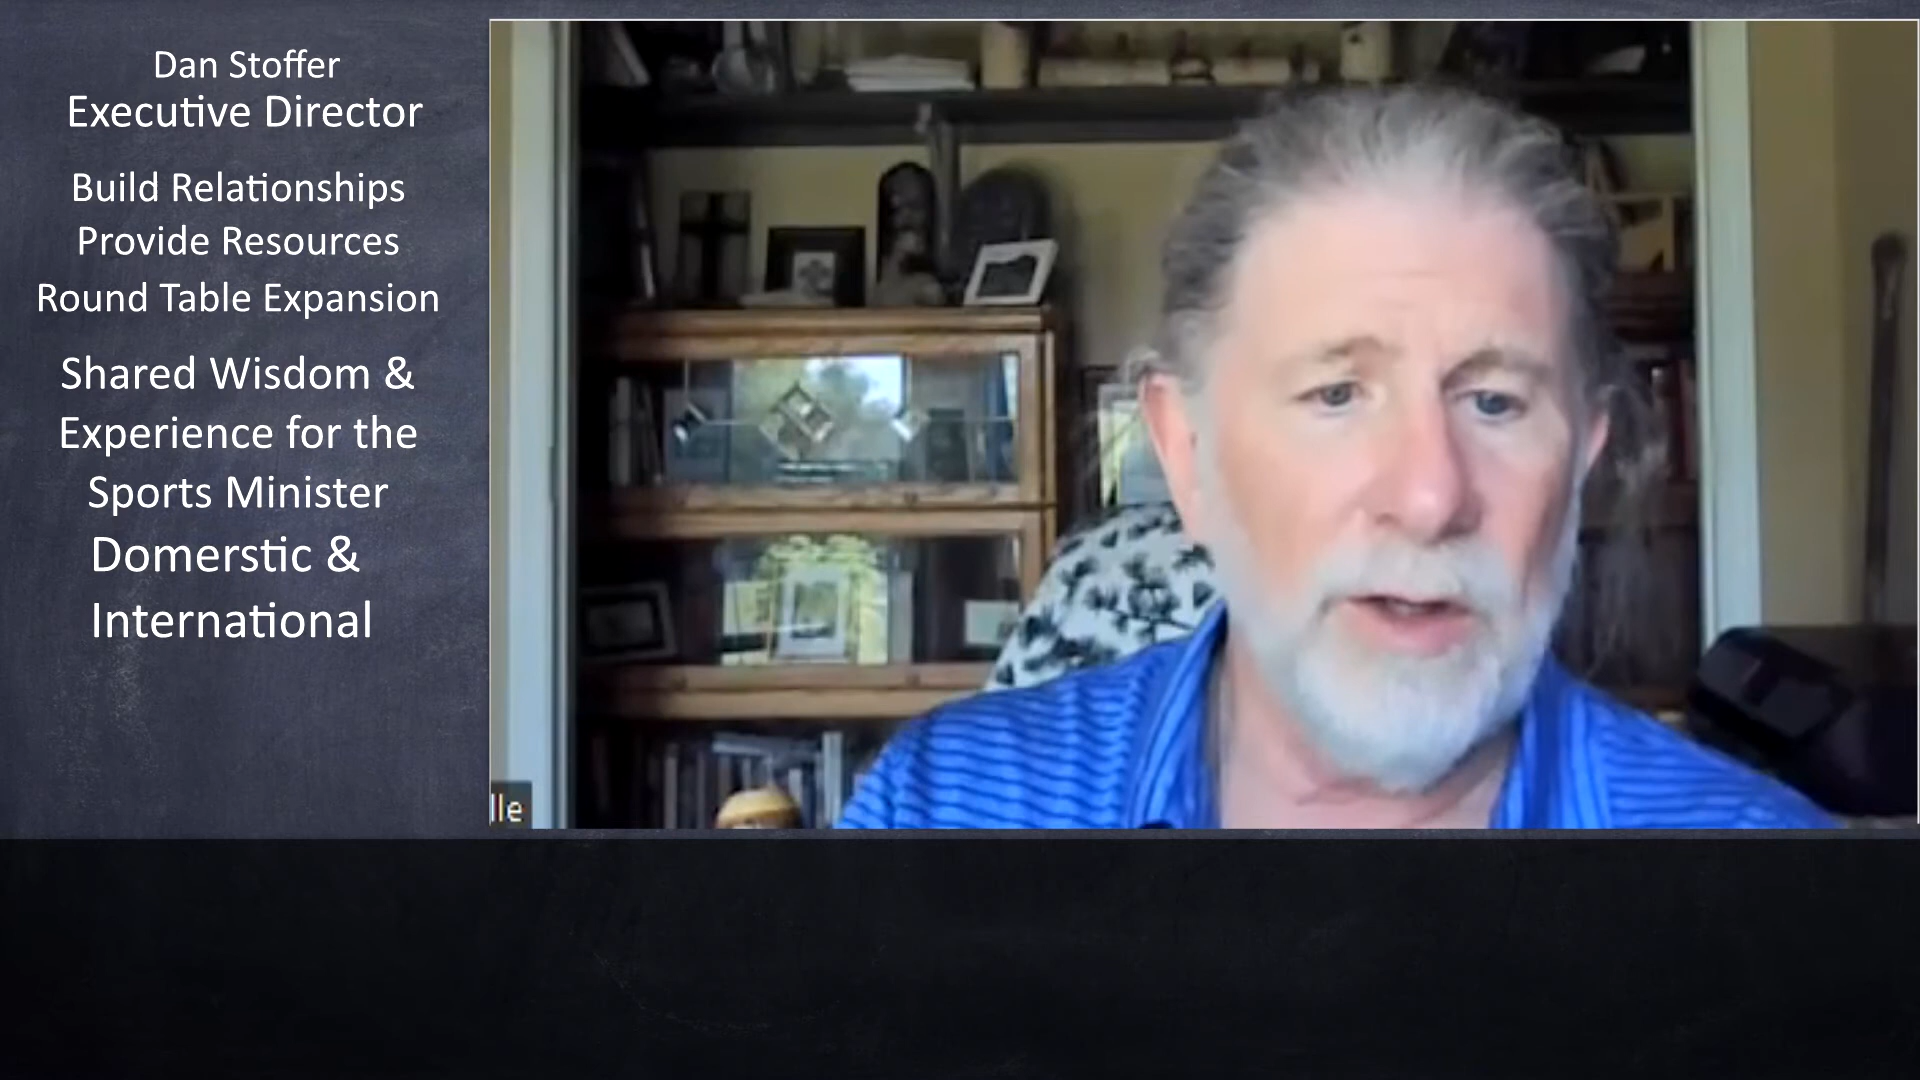 Dan Stoffer
Executive Director
Build Relationships
Provide Resources
Round Table Expansion
Shared Wisdom &
Experience for the
Sports Minister
Domerstic &
International
lle